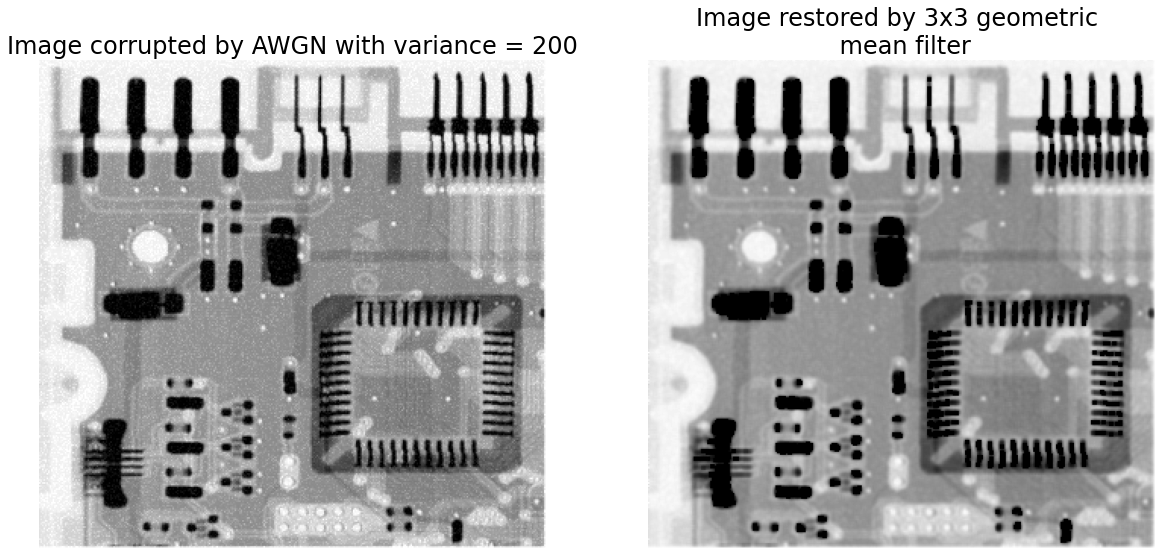 Image corrupted by AWGN with variance = 200
Image restored by 3x3 geometric
mean filter